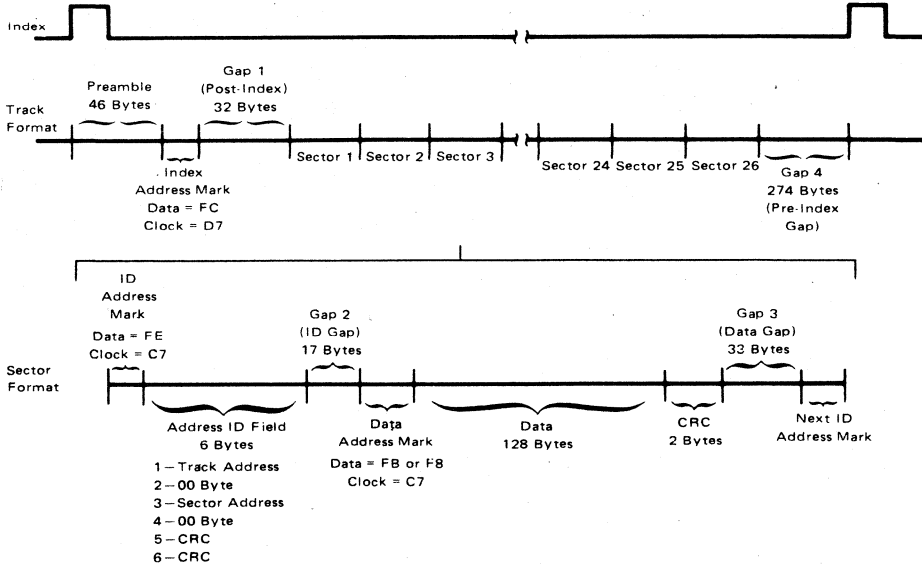 Index
Track
Format
Preamble
46 Bytes
Gap 1
(Post-Index)
32 Bytes
Index
Address Mark
Data = FC
Clock = D7
Sector 1
Sector 2
Sector 3
Sector 24
Sector 25
Sector 26
Gap 4
274 Bytes
(Pre-Index
Gap)
Sector
Format
ID
Address
Mark
Data = FE
Clock = C7
Address ID Field
6 Bytes
1–Track Address
2–00 Byte
3–Sector Address
4–00 Byte
5–CRC
6–CRC
Gap 2
(ID Gap)
17 Bytes
Data
Address Mark
Data = FB or F8
Clock = C7
Data
128 Bytes
CRC
2 Bytes
Gap 3
(Data Gap)
33 Bytes
Next ID
Address Mark